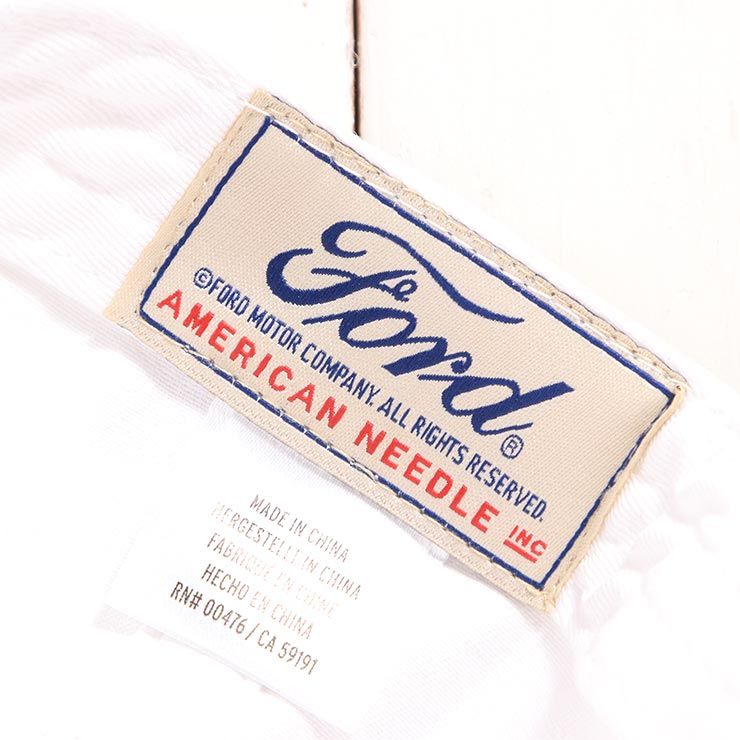 Ford®
©FORD MOTOR COMPANY. ALL RIGHTS RESERVED.
AMERICAN NEEDLE INC
MADE IN CHINA
HERGESTELLT IN CHINA
FABRIQUÉ EN CHINE
HECHO EN CHINA
RN# 00476 / CA 59191